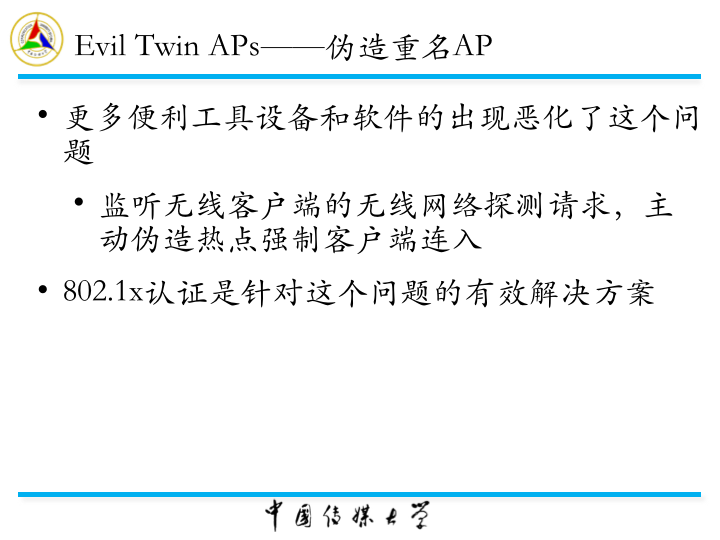 Evil Twin APs——伪造重名AP
• 更多便利工具设备和软件的出现恶化了这个问
题
• 监听无线客户端的无线网络探测请求，主
动伪造热点强制客户端连入
• 802.1x认证是针对这个问题的有效解决方案
中国传媒大学